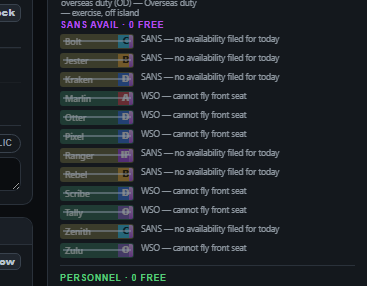 overseas duty (OD) — Overseas duty
— exercise, off island
ock
SANS AVAIL · 0 FREE
Bolt SANS — no availability filed for today
Jester SANS — no availability filed for today
Kraken SANS — no availability filed for today
Marlin A WSO — cannot fly front seat
Otter D WSO — cannot fly front seat
Pixel D WSO — cannot fly front seat
LIC
Ranger SANS — no availability filed for today
Rebel SANS — no availability filed for today
Scribe D WSO — cannot fly front seat
Tally WSO — cannot fly front seat
Zenith C SANS — no availability filed for today
Zulu WSO — cannot fly front seat
ow
PERSONNEL · 0 FREE